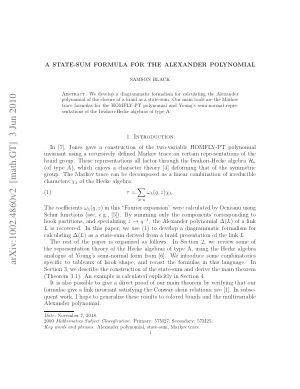 A STATE-SUM FORMULA FOR THE ALEXANDER POLYNOMIAL
SAMSON BLACK
Abstract. We develop a diagrammatic formalism for calculating the Alexander
polynomial of the closure of a braid as a state-sum. Our main tools are the Markov
trace formulas for the HOMFLY-PT polynomial and Young's semi-normal repre-
sentations of the Iwahori-Hecke algebras of type A.
1. Introduction
In [7], Jones gave a construction of the two-variable HOMFLY-PT polynomial
invariant using a recursively defined Markov trace on certain representations of the
braid group. These representations all factor through the Iwahori-Hecke algebra Hₙ
(of type A), which enjoys a character theory [4] deformed from that of the symmetric
group. The Markov trace can be decomposed as a linear combination of irreducible
characters χλ of the Hecke algebra:
(1) τ = ∑ ωλ(q, z)χλ.
The coefficients ωλ(q, z) in this "Fourier expansion" were calculated by Ocneanu using
Schur functions (see, e.g., [5]). By summing only the components corresponding to
hook partitions, and specializing z → q⁻¹, the Alexander polynomial Δ(L) of a link
L is recovered. In this paper, we use (1) to develop a diagrammatic formalism for
calculating Δ(L) as a state-sum derived from a braid presentation of the link L.
The rest of the paper is organized as follows. In Section 2, we review some of
the representation theory of the Hecke algebras of type A, using the Hecke algebra
analogue of Young's semi-normal form from [6]. We introduce some combinatorics
specific to tableaux of hook shape, and recast the formulas in this language. In
Section 3, we describe the construction of the state-sum and derive the main theorem
(Theorem 3.1). An example is calculated explicitly in Section 4.
It is also possible to give a direct proof of our main theorem by verifying that our
formulas give a link invariant satisfying the Conway skein relations, see [1]. In subse-
quent work, I hope to generalize these results to colored braids and the multivariable
Alexander polynomial.
Date: November 7, 2018.
2000 Mathematics Subject Classification. Primary: 57M27; Secondary: 57M25.
Key words and phrases. Alexander polynomial, state-sum, Markov trace.
1
arXiv:1002.4860v2 [math.GT] 3 Jun 2010